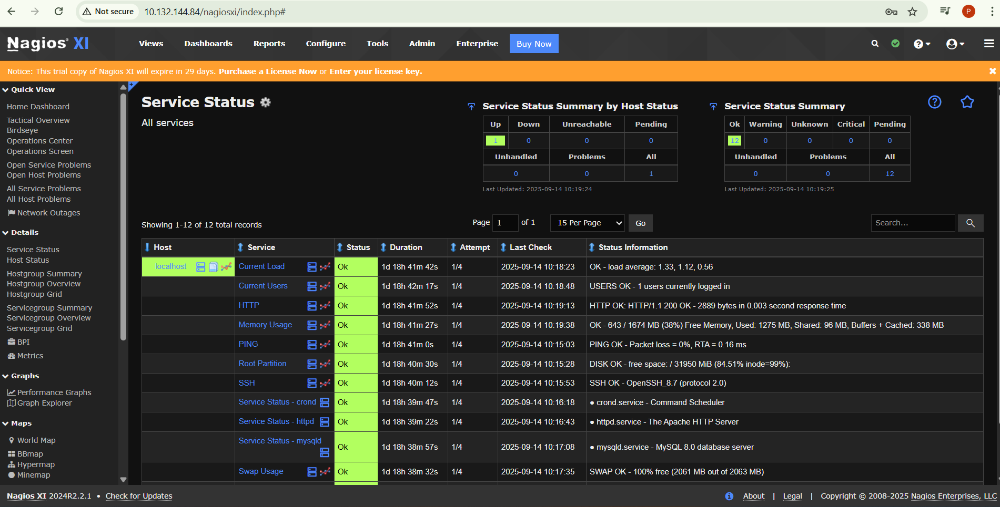 Not secure 10.132.144.84/nagiosxi/index.php# P
Nagios® XI Views Dashboards Reports Configure Tools Admin Enterprise Buy Now
Notice: This trial copy of Nagios XI will expire in 29 days. Purchase a License Now or Enter your license key.
Quick View
Home Dashboard
Tactical Overview
Birdseye
Operations Center
Operations Screen
Open Service Problems
Open Host Problems
All Service Problems
All Host Problems
Network Outages
Details
Service Status
Host Status
Hostgroup Summary
Hostgroup Overview
Hostgroup Grid
Servicegroup Summary
Servicegroup Overview
Servicegroup Grid
BPI
Metrics
Graphs
Performance Graphs
Graph Explorer
Maps
World Map
BBmap
Hypermap
Minemap
Service Status
All services
Service Status Summary by Host Status
Up Down Unreachable Pending
1 0 0 0
Unhandled Problems All
0 0 1
Last Updated: 2025-09-14 10:19:24
Service Status Summary
Ok Warning Unknown Critical Pending
12 0 0 0 0
Unhandled Problems All
0 0 12
Last Updated: 2025-09-14 10:19:25
Showing 1-12 of 12 total records Page 1 of 1 15 Per Page Go Search...
Host Service Status Duration Attempt Last Check Status Information
localhost Current Load Ok 1d 18h 41m 42s 1/4 2025-09-14 10:18:23 OK - load average: 1.33, 1.12, 0.56
Current Users Ok 1d 18h 42m 17s 1/4 2025-09-14 10:18:48 USERS OK - 1 users currently logged in
HTTP Ok 1d 18h 41m 52s 1/4 2025-09-14 10:19:13 HTTP OK: HTTP/1.1 200 OK - 2889 bytes in 0.003 second response time
Memory Usage Ok 1d 18h 41m 27s 1/4 2025-09-14 10:19:38 OK - 643 / 1674 MB (38%) Free Memory, Used: 1275 MB, Shared: 96 MB, Buffers + Cached: 338 MB
PING Ok 1d 18h 41m 0s 1/4 2025-09-14 10:15:03 PING OK - Packet loss = 0%, RTA = 0.16 ms
Root Partition Ok 1d 18h 40m 30s 1/4 2025-09-14 10:15:28 DISK OK - free space: / 31950 MiB (84.51% inode=99%):
SSH Ok 1d 18h 40m 12s 1/4 2025-09-14 10:15:53 SSH OK - OpenSSH_8.7 (protocol 2.0)
Service Status - crond Ok 1d 18h 39m 47s 1/4 2025-09-14 10:16:18 ● crond.service - Command Scheduler
Service Status - httpd Ok 1d 18h 39m 22s 1/4 2025-09-14 10:16:43 ● httpd.service - The Apache HTTP Server
Service Status - mysqld Ok 1d 18h 38m 57s 1/4 2025-09-14 10:17:08 ● mysqld.service - MySQL 8.0 database server
Swap Usage Ok 1d 18h 38m 32s 1/4 2025-09-14 10:17:35 SWAP OK - 100% free (2061 MB out of 2063 MB)
Nagios XI 2024R2.2.1 • Check for Updates About | Legal | Copyright © 2008-2025 Nagios Enterprises, LLC